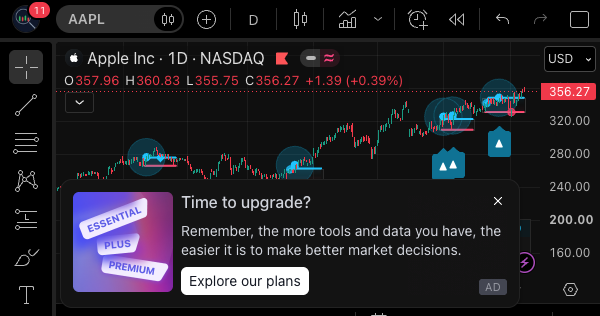 11
AAPL
D
Apple Inc · 1D · NASDAQ
USD
O357.96 H360.83 L355.75 C356.27 +1.39 (+0.39%)
356.27
320.00
280.00
240.00
200.00
160.00
Time to upgrade?
Remember, the more tools and data you have, the
easier it is to make better market decisions.
Explore our plans
AD
ESSENTIAL
PLUS
PREMIUM
T